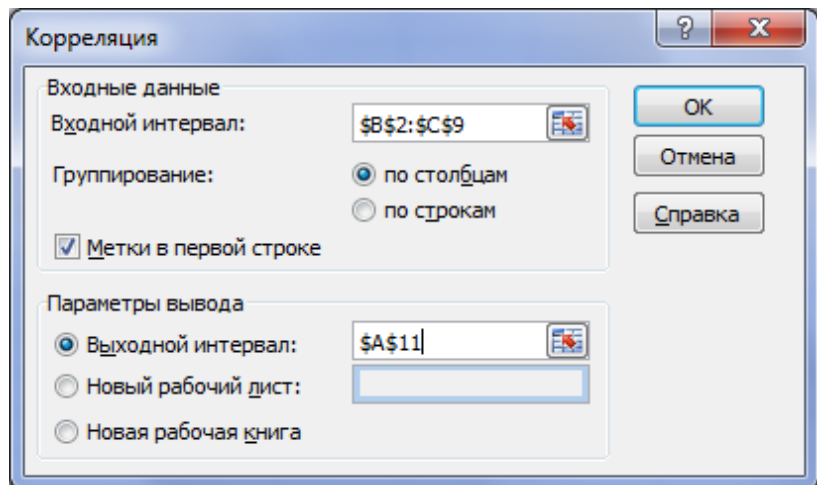 Корреляция
?
Входные данные
Входной интервал: $B$2:$C$9
Группирование: по столбцам
по строкам
Метки в первой строке
Параметры вывода
Выходной интервал: $A$11
Новый рабочий лист:
Новая рабочая книга
OK
Отмена
Справка